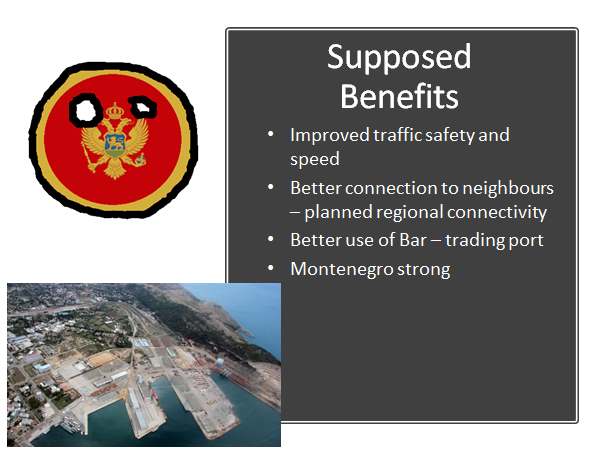 Supposed
Benefits
• Improved traffic safety and
speed
• Better connection to neighbours
– planned regional connectivity
• Better use of Bar – trading port
• Montenegro strong